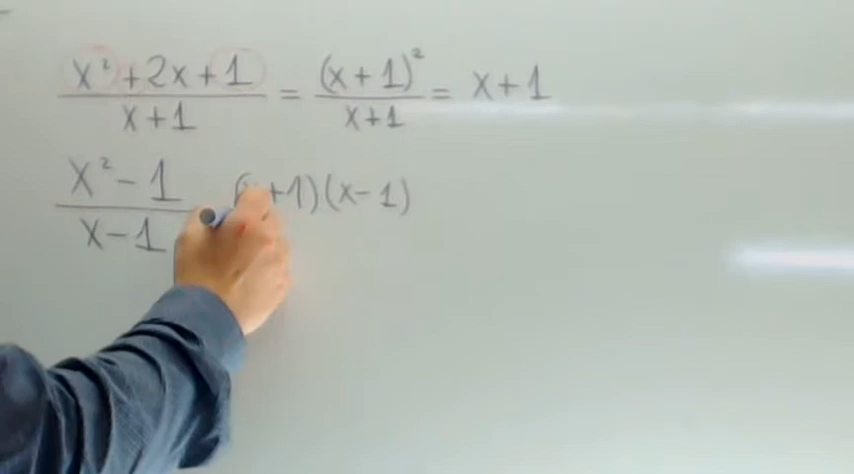 (x² + 2x + 1)/(x + 1) = (x + 1)²/(x + 1) = x + 1
(x² - 1)/(x - 1) + 1)(x - 1)